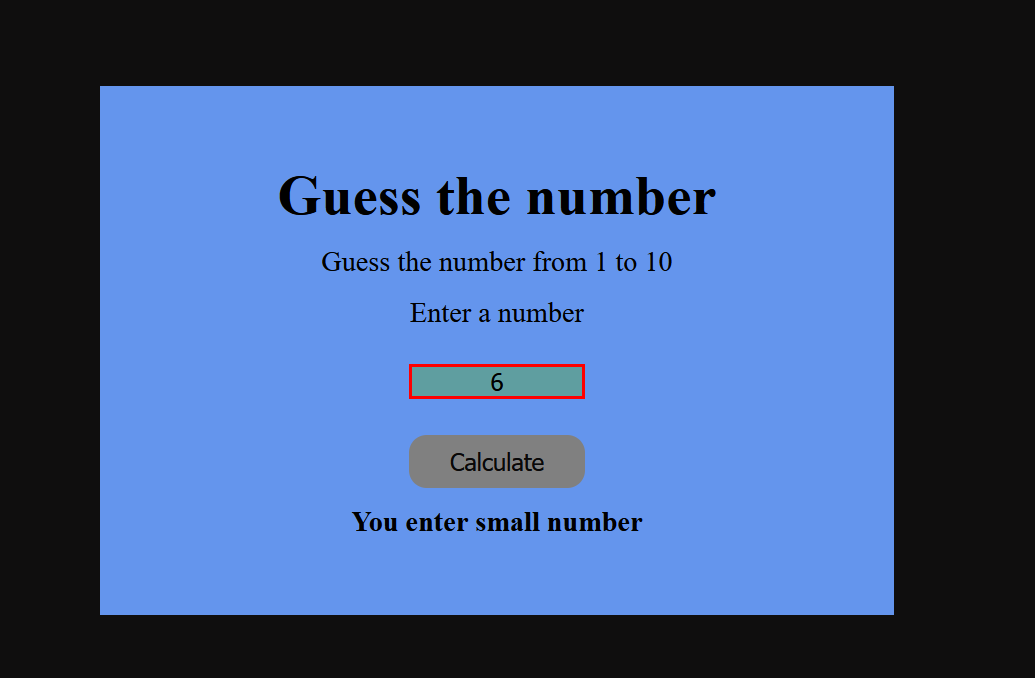 Guess the number
Guess the number from 1 to 10
Enter a number
6
Calculate
You enter small number